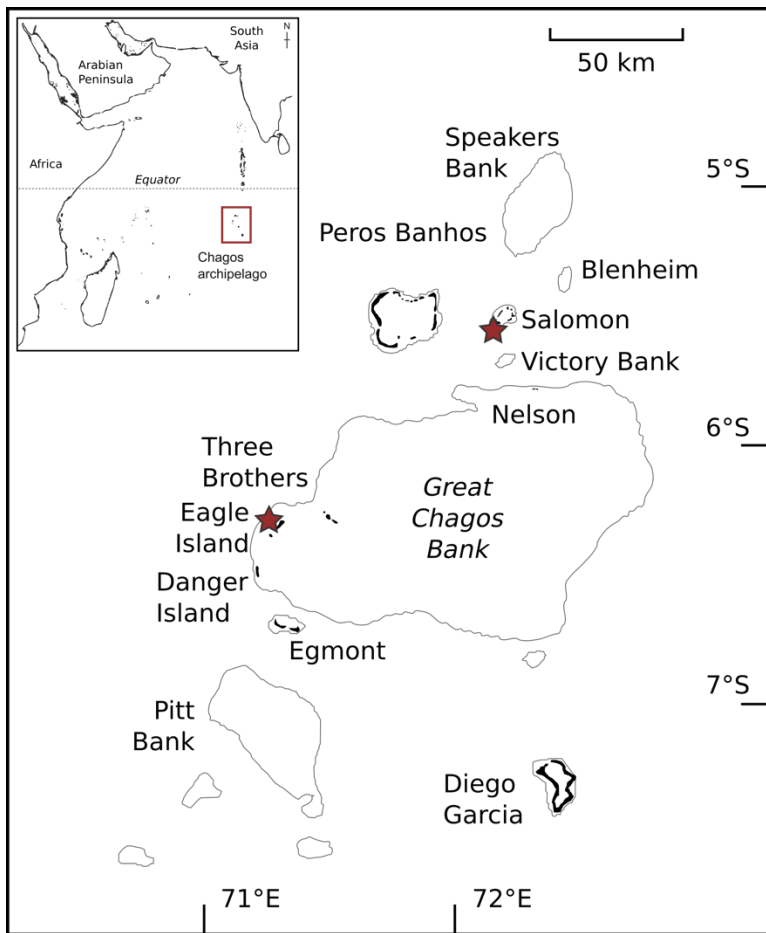 South
Asia
N
Arabian
Peninsula
Africa
Equator
Chagos
archipelago
50 km
Speakers
Bank
5°S
Peros Banhos
Blenheim
Salomon
Victory Bank
Nelson
6°S
Three
Brothers
Great
Chagos
Bank
Eagle
Island
Danger
Island
Egmont
7°S
Pitt
Bank
Diego
Garcia
71°E
72°E